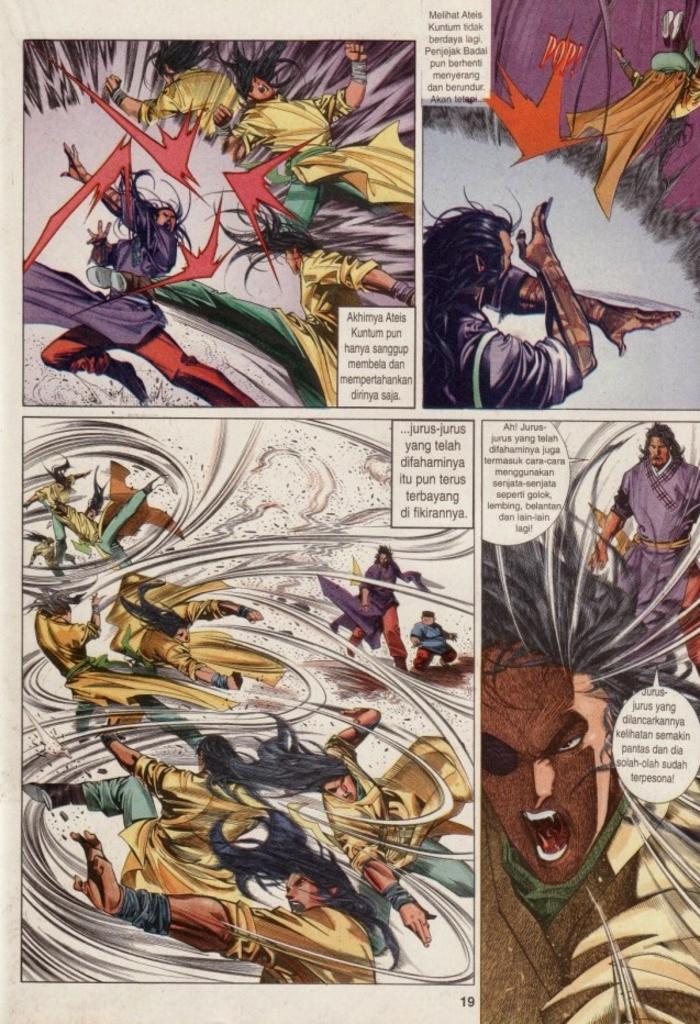 Akhirnya Ateis
Kuntum pun
hanya sanggup
membela dan
mempertahankan
dirinya saja.
Melihat Ateis
Kuntum tidak
berdaya lagi,
Penjejak Badai
pun berhenti
menyerang
dan berundur.
Akan tetapi...
POP!
...jurus-jurus
yang telah
difahaminya
itu pun terus
terbayang
di fikirannya.
Ah! Jurus-
jurus yang telah
difahaminya juga
termasuk cara-cara
menggunakan
senjata-senjata
seperti golok,
lembing, belantan
dan lain-lain
lagi!
Jurus-
jurus yang
dilancarkannya
kelihatan semakin
pantas dan dia
solah-olah sudah
terpesona!
19